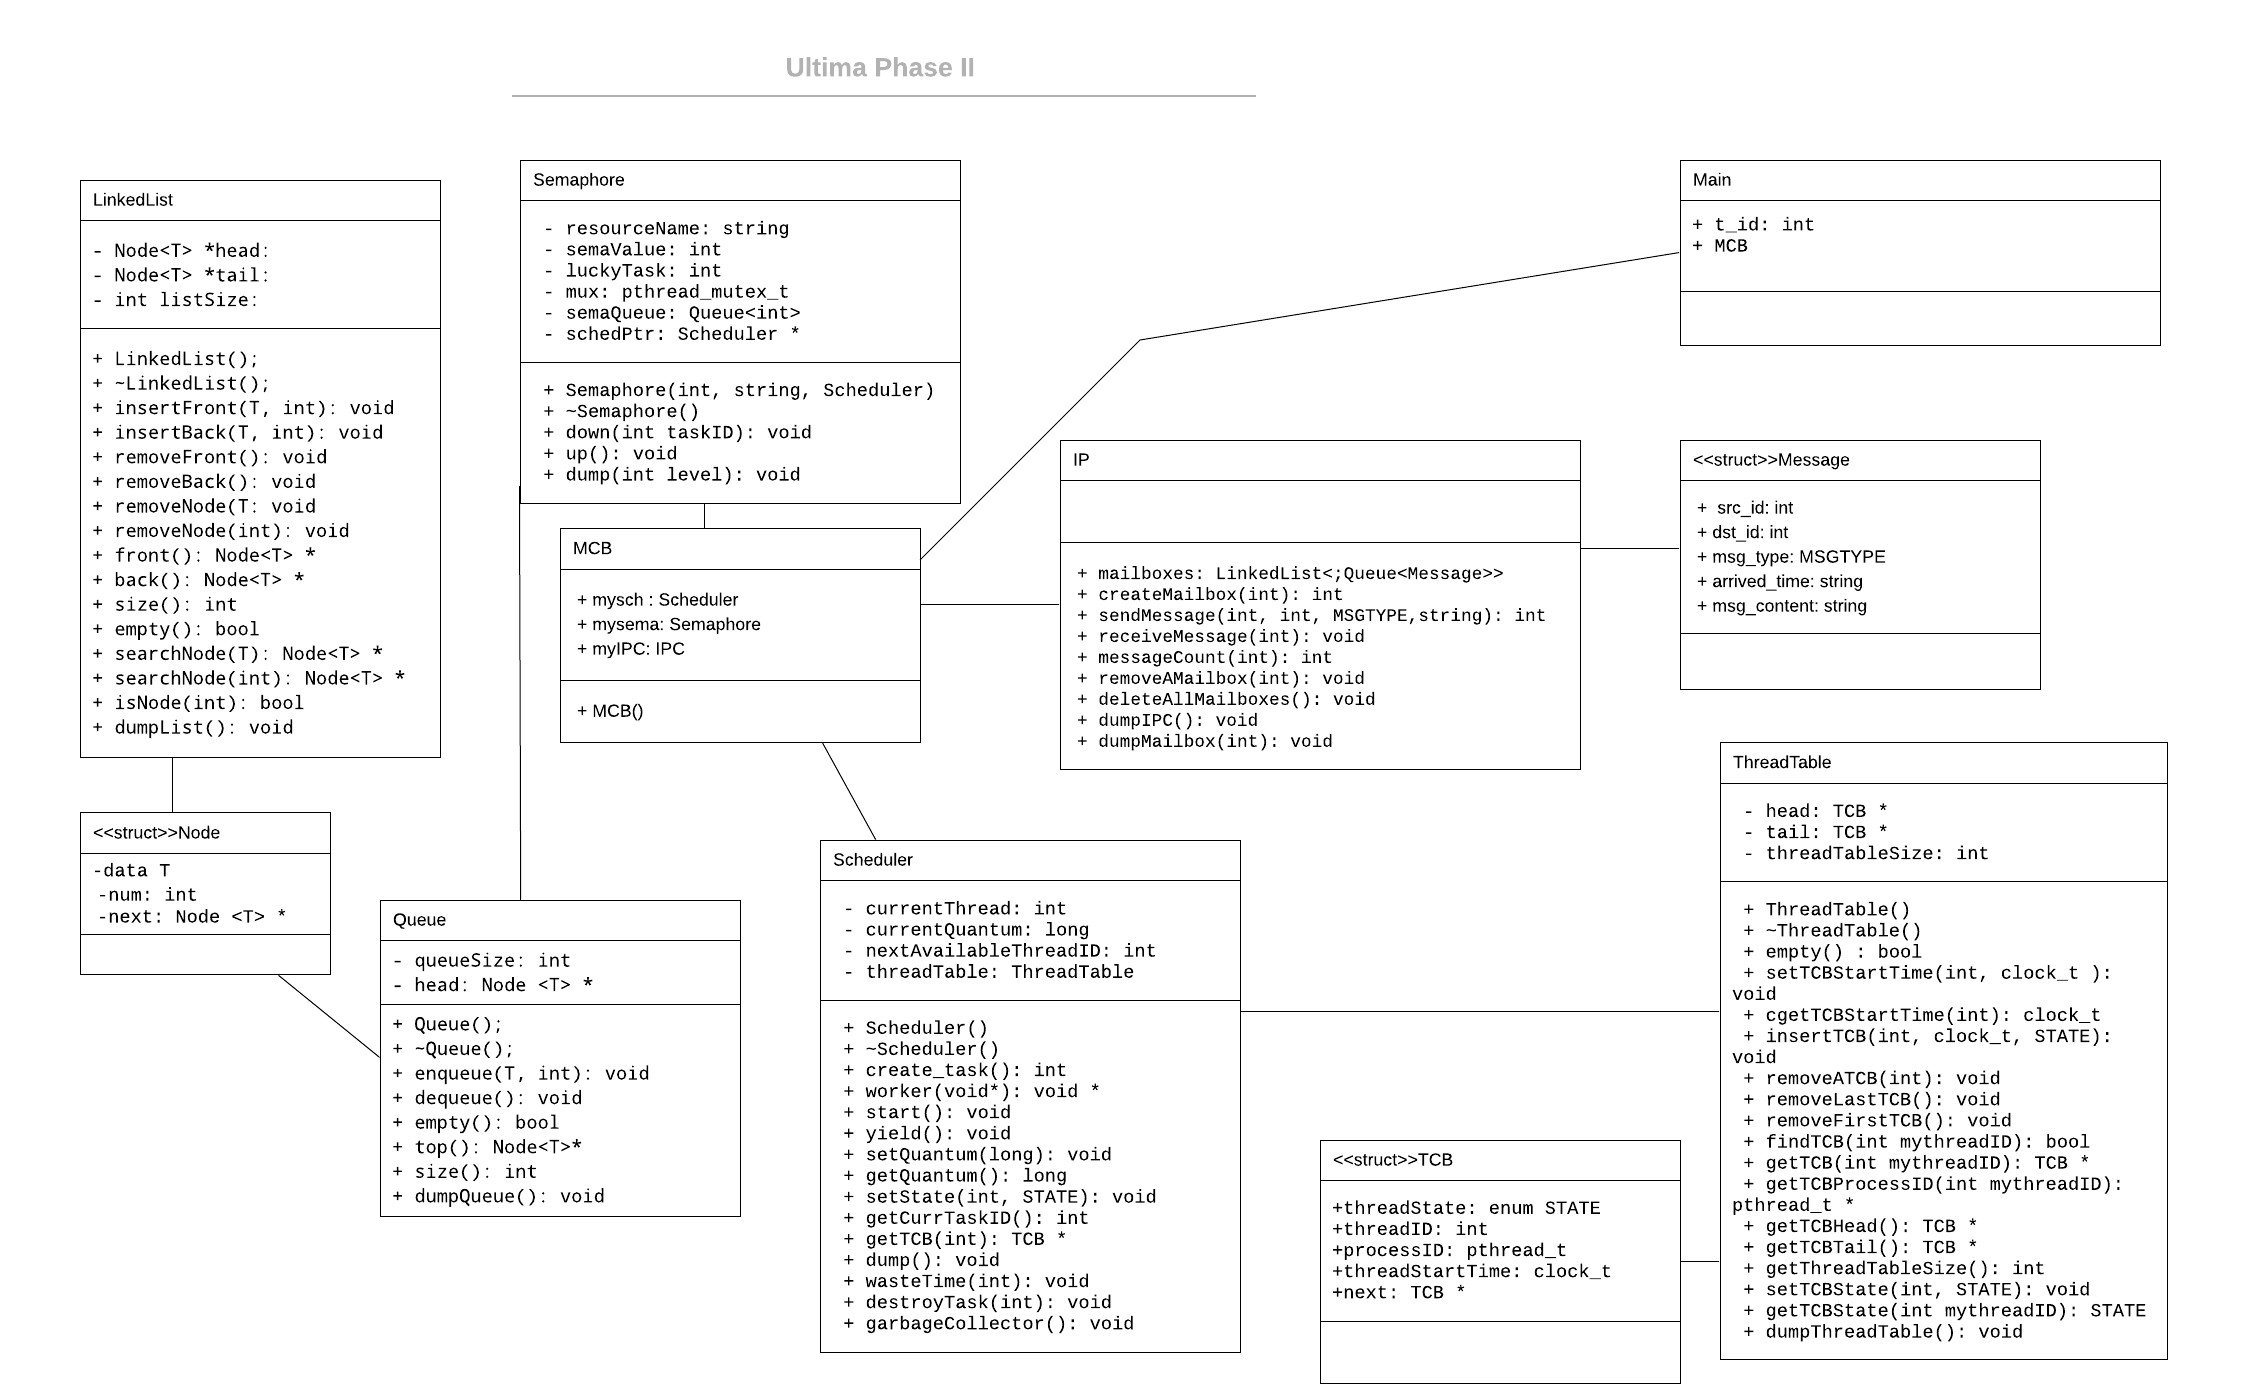 Ultima Phase II
LinkedList
- Node<T> *head:
- Node<T> *tail:
- int listSize:
+ LinkedList();
+ ~LinkedList();
+ insertFront(T, int): void
+ insertBack(T, int): void
+ removeFront(): void
+ removeBack(): void
+ removeNode(T: void
+ removeNode(int): void
+ front(): Node<T> *
+ back(): Node<T> *
+ size(): int
+ empty(): bool
+ searchNode(T): Node<T> *
+ searchNode(int): Node<T> *
+ isNode(int): bool
+ dumpList(): void
Semaphore
- resourceName: string
- semaValue: int
- luckyTask: int
- mux: pthread_mutex_t
- semaQueue: Queue<int>
- schedPtr: Scheduler *
+ Semaphore(int, string, Scheduler)
+ ~Semaphore()
+ down(int taskID): void
+ up(): void
+ dump(int level): void
Main
+ t_id: int
+ MCB
MCB
+ mysch : Scheduler
+ mysema: Semaphore
+ myIPC: IPC
+ MCB()
IP
+ mailboxes: LinkedList<;Queue<Message>>
+ createMailbox(int): int
+ sendMessage(int, int, MSGTYPE,string): int
+ receiveMessage(int): void
+ messageCount(int): int
+ removeAMailbox(int): void
+ deleteAllMailboxes(): void
+ dumpIPC(): void
+ dumpMailbox(int): void
<<struct>>Message
+ src_id: int
+ dst_id: int
+ msg_type: MSGTYPE
+ arrived_time: string
+ msg_content: string
<<struct>>Node
-data T
-num: int
-next: Node <T> *
Queue
- queueSize: int
- head: Node <T> *
+ Queue();
+ ~Queue();
+ enqueue(T, int): void
+ dequeue(): void
+ empty(): bool
+ top(): Node<T>*
+ size(): int
+ dumpQueue(): void
Scheduler
- currentThread: int
- currentQuantum: long
- nextAvailableThreadID: int
- threadTable: ThreadTable
+ Scheduler()
+ ~Scheduler()
+ create_task(): int
+ worker(void*): void *
+ start(): void
+ yield(): void
+ setQuantum(long): void
+ getQuantum(): long
+ setState(int, STATE): void
+ getCurrTaskID(): int
+ getTCB(int): TCB *
+ dump(): void
+ wasteTime(int): void
+ destroyTask(int): void
+ garbageCollector(): void
<<struct>>TCB
+threadState: enum STATE
+threadID: int
+processID: pthread_t
+threadStartTime: clock_t
+next: TCB *
ThreadTable
- head: TCB *
- tail: TCB *
- threadTableSize: int
+ ThreadTable()
+ ~ThreadTable()
+ empty() : bool
+ setTCBStartTime(int, clock_t ):
void
+ cgetTCBStartTime(int): clock_t
+ insertTCB(int, clock_t, STATE):
void
+ removeATCB(int): void
+ removeLastTCB(): void
+ removeFirstTCB(): void
+ findTCB(int mythreadID): bool
+ getTCB(int mythreadID): TCB *
+ getTCBProcessID(int mythreadID):
pthread_t *
+ getTCBHead(): TCB *
+ getTCBTail(): TCB *
+ getThreadTableSize(): int
+ setTCBState(int, STATE): void
+ getTCBState(int mythreadID): STATE
+ dumpThreadTable(): void